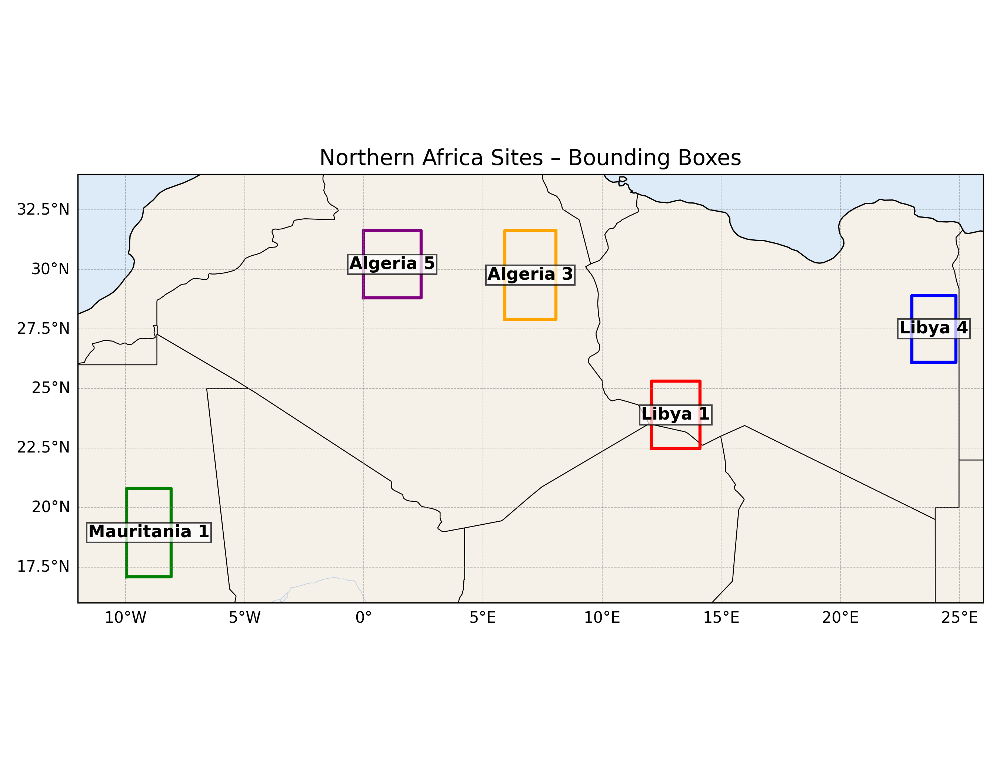 Northern Africa Sites – Bounding Boxes
32.5°N
30°N
27.5°N
25°N
22.5°N
20°N
17.5°N
Algeria 5
Algeria 3
Libya 4
Libya 1
Mauritania 1
10°W
5°W
0°
5°E
10°E
15°E
20°E
25°E